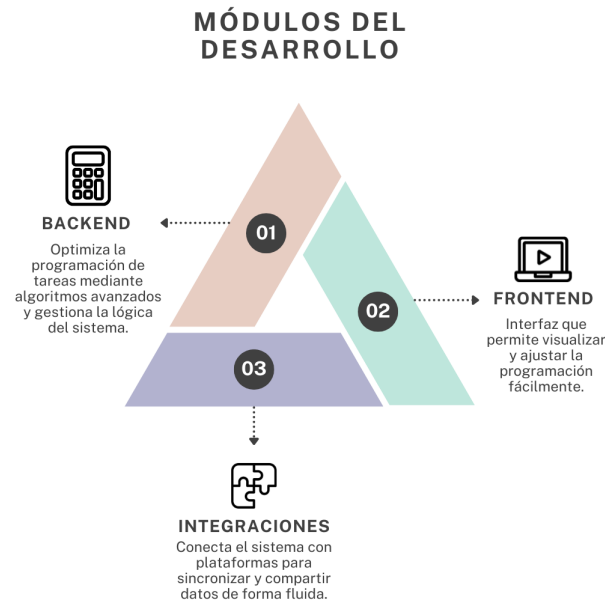 MÓDULOS DEL
DESARROLLO
01
BACKEND
Optimiza la
programación de
tareas mediante
algoritmos avanzados
y gestiona la lógica
del sistema.
02
FRONTEND
Interfaz que
permite visualizar
y ajustar la
programación
fácilmente.
03
INTEGRACIONES
Conecta el sistema con
plataformas para
sincronizar y compartir
datos de forma fluida.